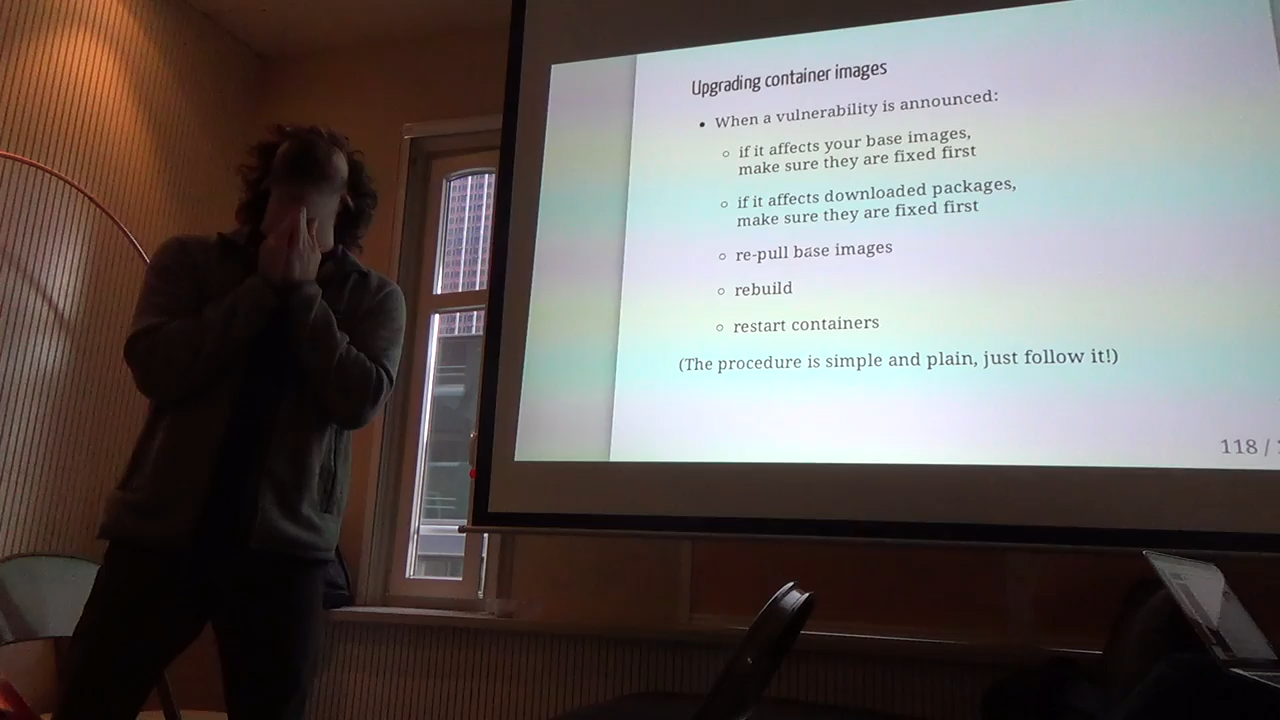 Upgrading container images
• When a vulnerability is announced:
○ if it affects your base images,
make sure they are fixed first
○ if it affects downloaded packages,
make sure they are fixed first
○ re-pull base images
○ rebuild
○ restart containers
(The procedure is simple and plain, just follow it!)
118 /